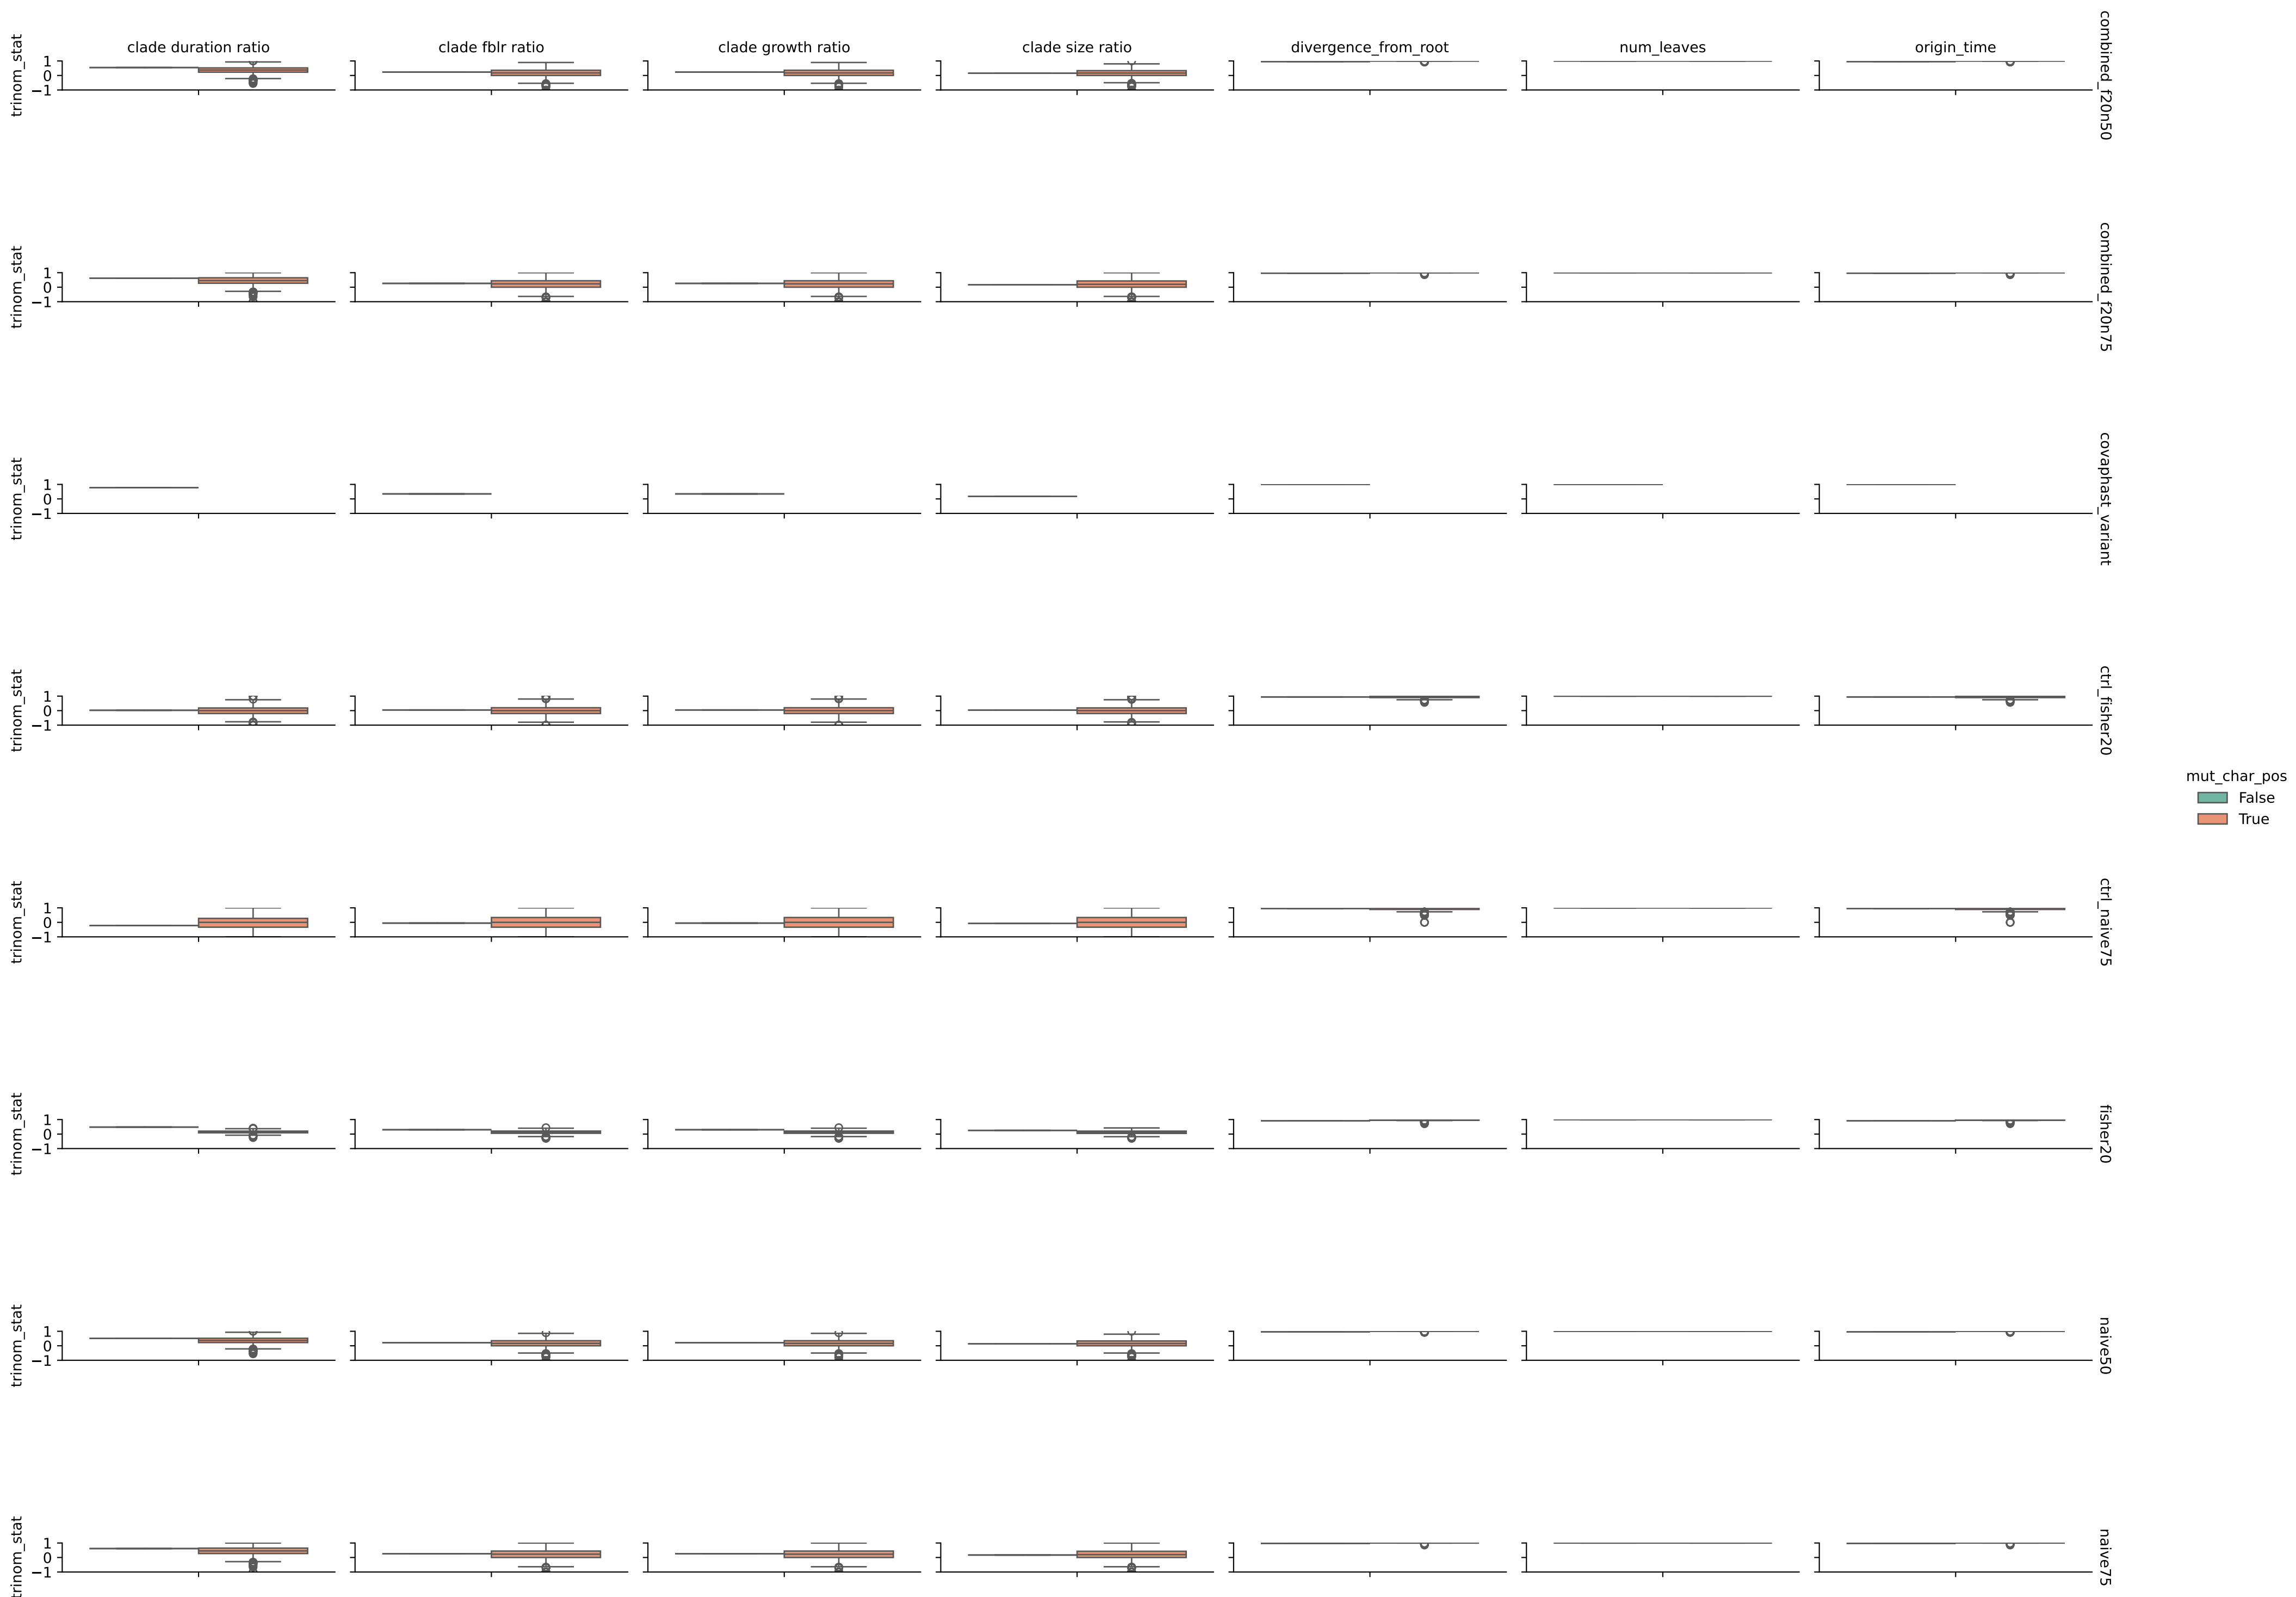 clade duration ratio
clade fblr ratio
clade growth ratio
clade size ratio
divergence_from_root
num_leaves
origin_time
trinom_stat
1
0
−1
combined_f20n50
trinom_stat
1
0
−1
combined_f20n75
trinom_stat
1
0
−1
covaphast_variant
trinom_stat
1
0
−1
ctrl_fisher20
mut_char_pos
False
True
trinom_stat
1
0
−1
ctrl_naive75
trinom_stat
1
0
−1
fisher20
trinom_stat
1
0
−1
naive50
trinom_stat
1
0
−1
naive75